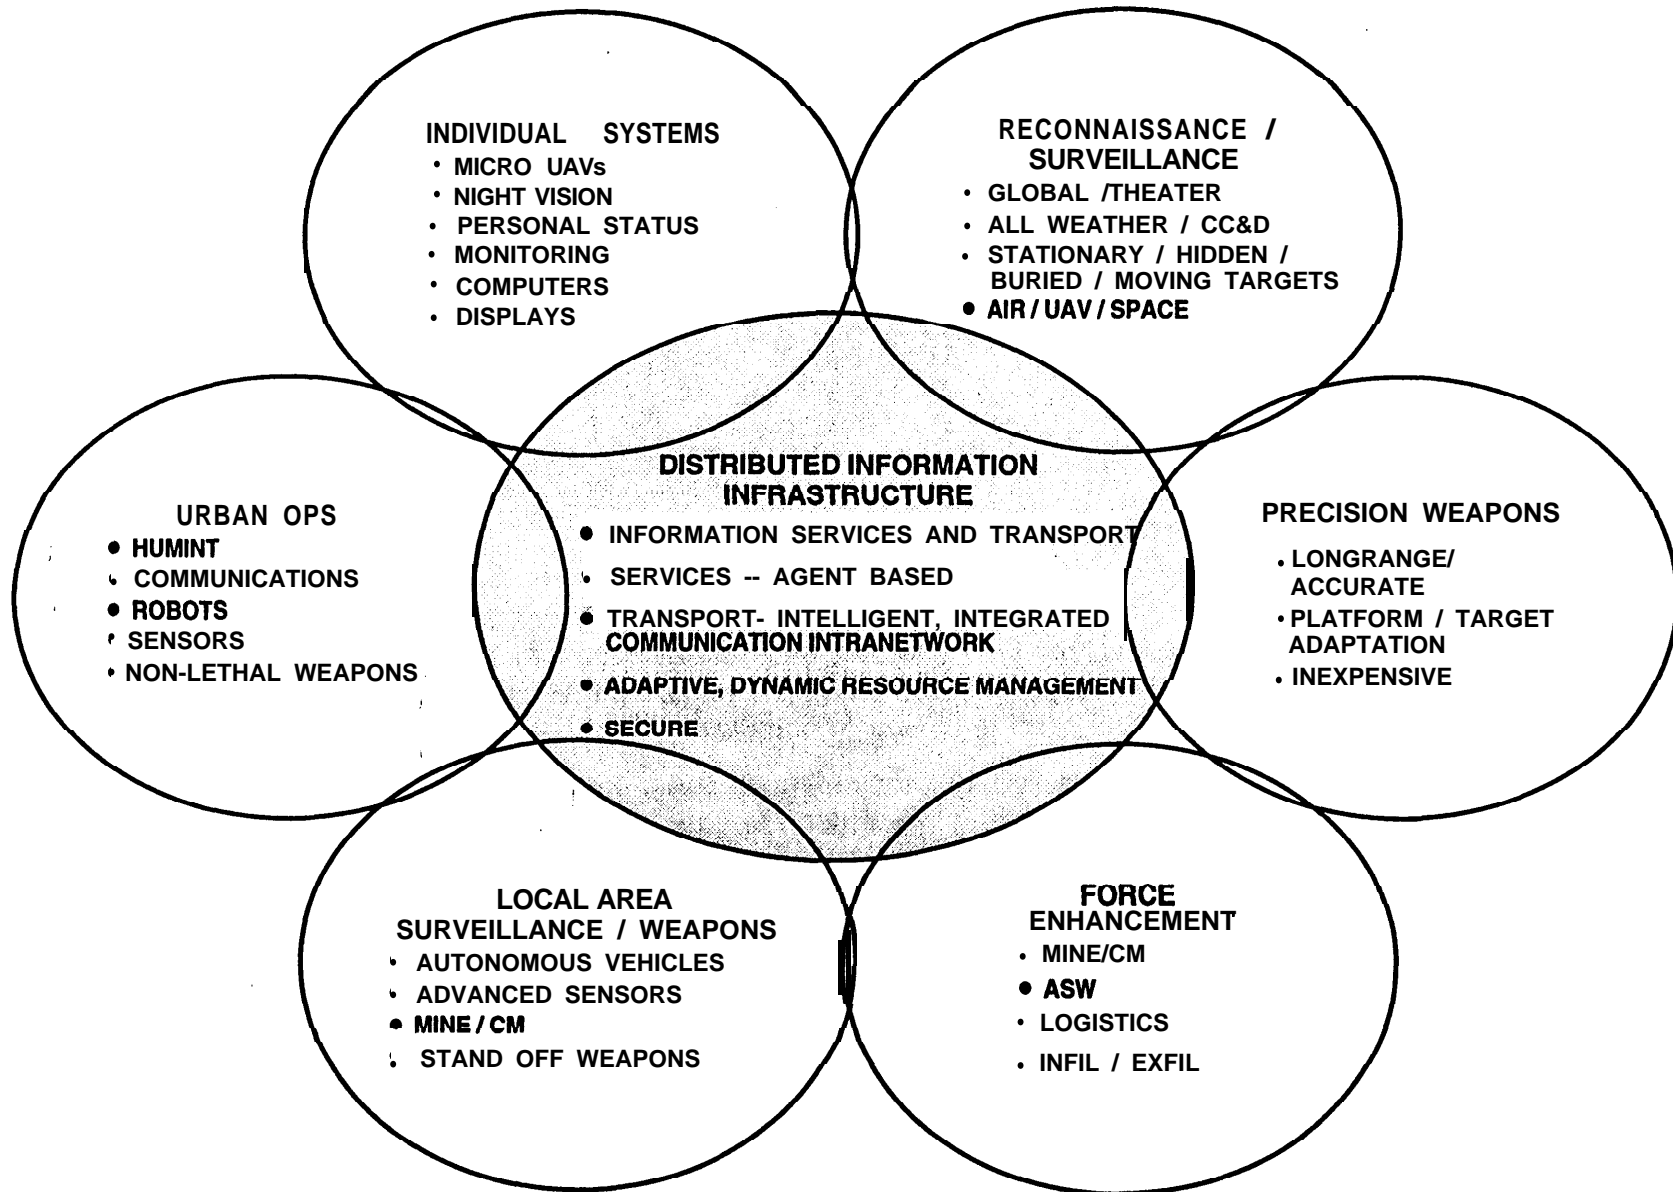 INDIVIDUAL SYSTEMS
• MICRO UAVs
• NIGHT VISION
• PERSONAL STATUS
• MONITORING
• COMPUTERS
• DISPLAYS
RECONNAISSANCE /
SURVEILLANCE
• GLOBAL /THEATER
• ALL WEATHER / CC&D
• STATIONARY / HIDDEN /
BURIED / MOVING TARGETS
• AIR / UAV / SPACE
URBAN OPS
• HUMINT
• COMMUNICATIONS
• ROBOTS
• SENSORS
• NON-LETHAL WEAPONS
DISTRIBUTED INFORMATION
INFRASTRUCTURE
• INFORMATION SERVICES AND TRANSPORT
• SERVICES -- AGENT BASED
• TRANSPORT- INTELLIGENT, INTEGRATED
COMMUNICATION INTRANETWORK
• ADAPTIVE, DYNAMIC RESOURCE MANAGEMENT
• SECURE
PRECISION WEAPONS
• LONGRANGE/
ACCURATE
• PLATFORM / TARGET
ADAPTATION
• INEXPENSIVE
LOCAL AREA
SURVEILLANCE / WEAPONS
• AUTONOMOUS VEHICLES
• ADVANCED SENSORS
• MINE / CM
• STAND OFF WEAPONS
FORCE
ENHANCEMENT
• MINE/CM
• ASW
• LOGISTICS
• INFIL / EXFIL